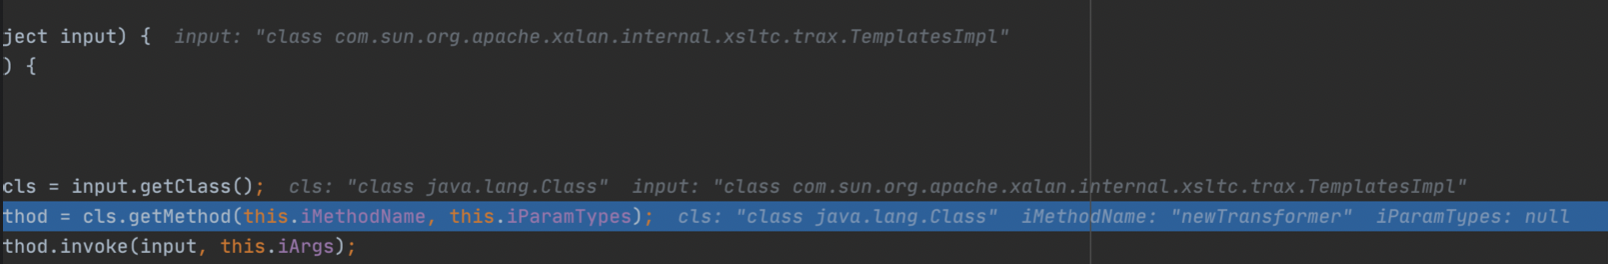 ject input) {  input: "class com.sun.org.apache.xalan.internal.xsltc.trax.TemplatesImpl"
) {
cls = input.getClass();  cls: "class java.lang.Class"  input: "class com.sun.org.apache.xalan.internal.xsltc.trax.TemplatesImpl"
thod = cls.getMethod(this.iMethodName, this.iParamTypes);  cls: "class java.lang.Class"  iMethodName: "newTransformer"  iParamTypes: null
thod.invoke(input, this.iArgs);